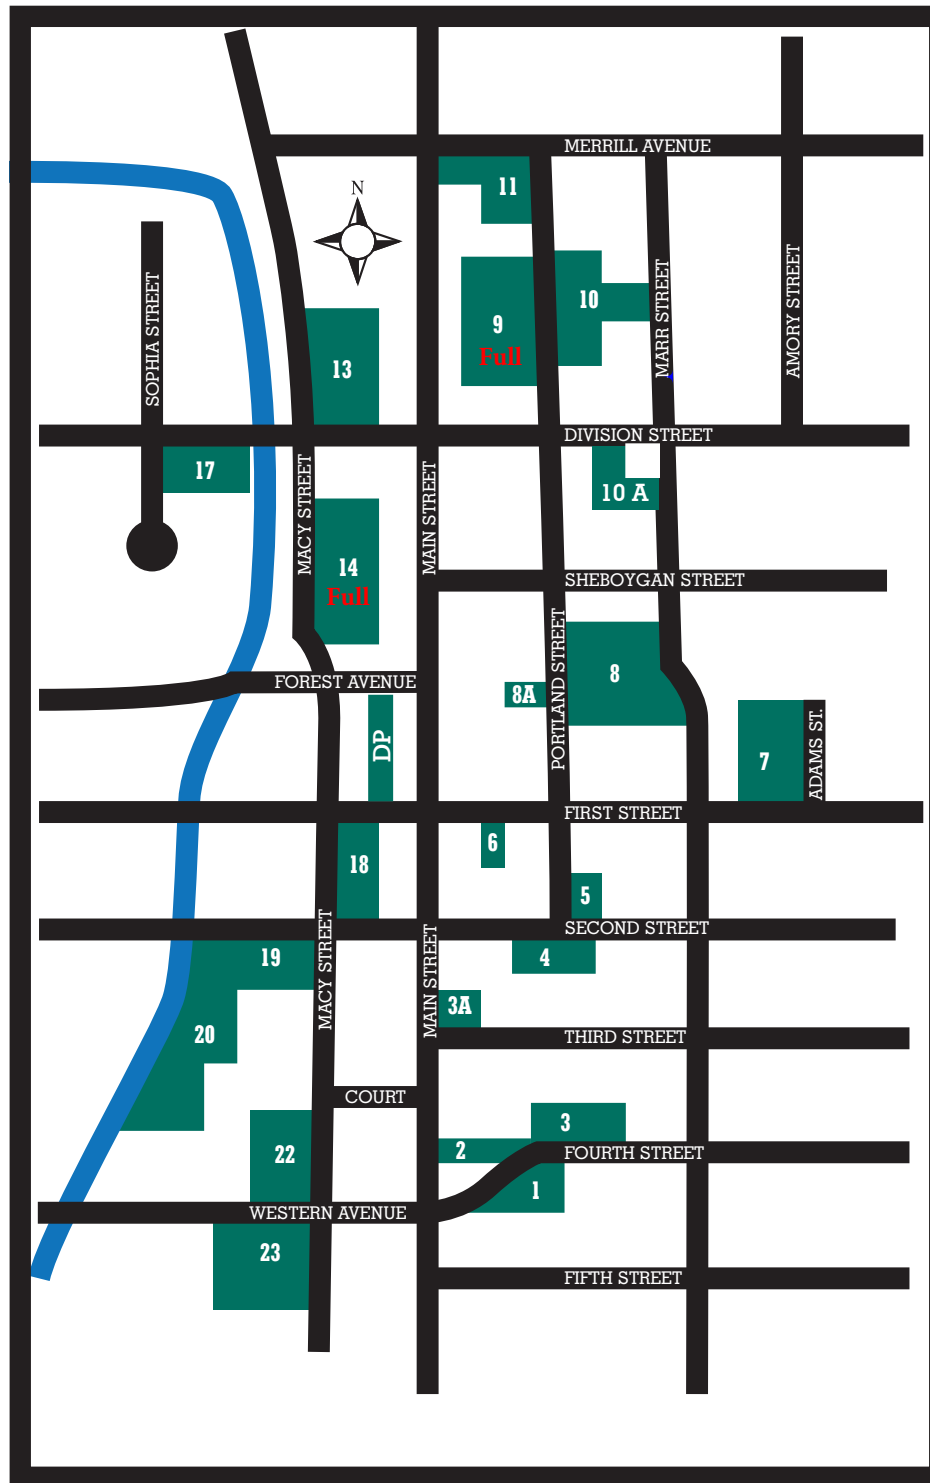 MERRILL AVENUE
N
11
SOPHIA STREET
MARR STREET
AMORY STREET
10
9
Full
13
DIVISION STREET
17
MACY STREET
MAIN STREET
10 A
14
Full
SHEBOYGAN STREET
PORTLAND STREET
8
FOREST AVENUE
8A
DP
7
ADAMS ST.
FIRST STREET
6
18
5
SECOND STREET
MACY STREET
MAIN STREET
19
4
3A
20
THIRD STREET
COURT
3
2
22
FOURTH STREET
1
WESTERN AVENUE
23
FIFTH STREET